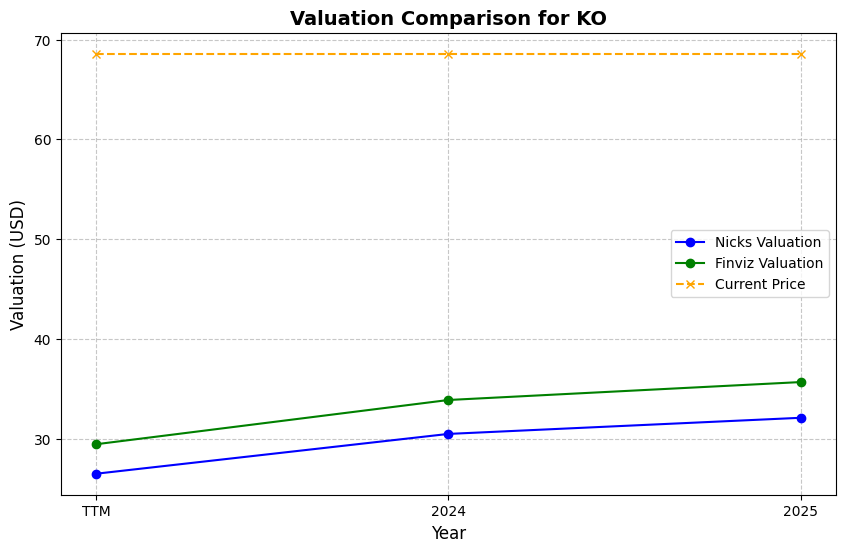 Valuation Comparison for KO
Valuation (USD)
70
60
50
40
30
Nicks Valuation
Finviz Valuation
Current Price
TTM
2024
2025
Year